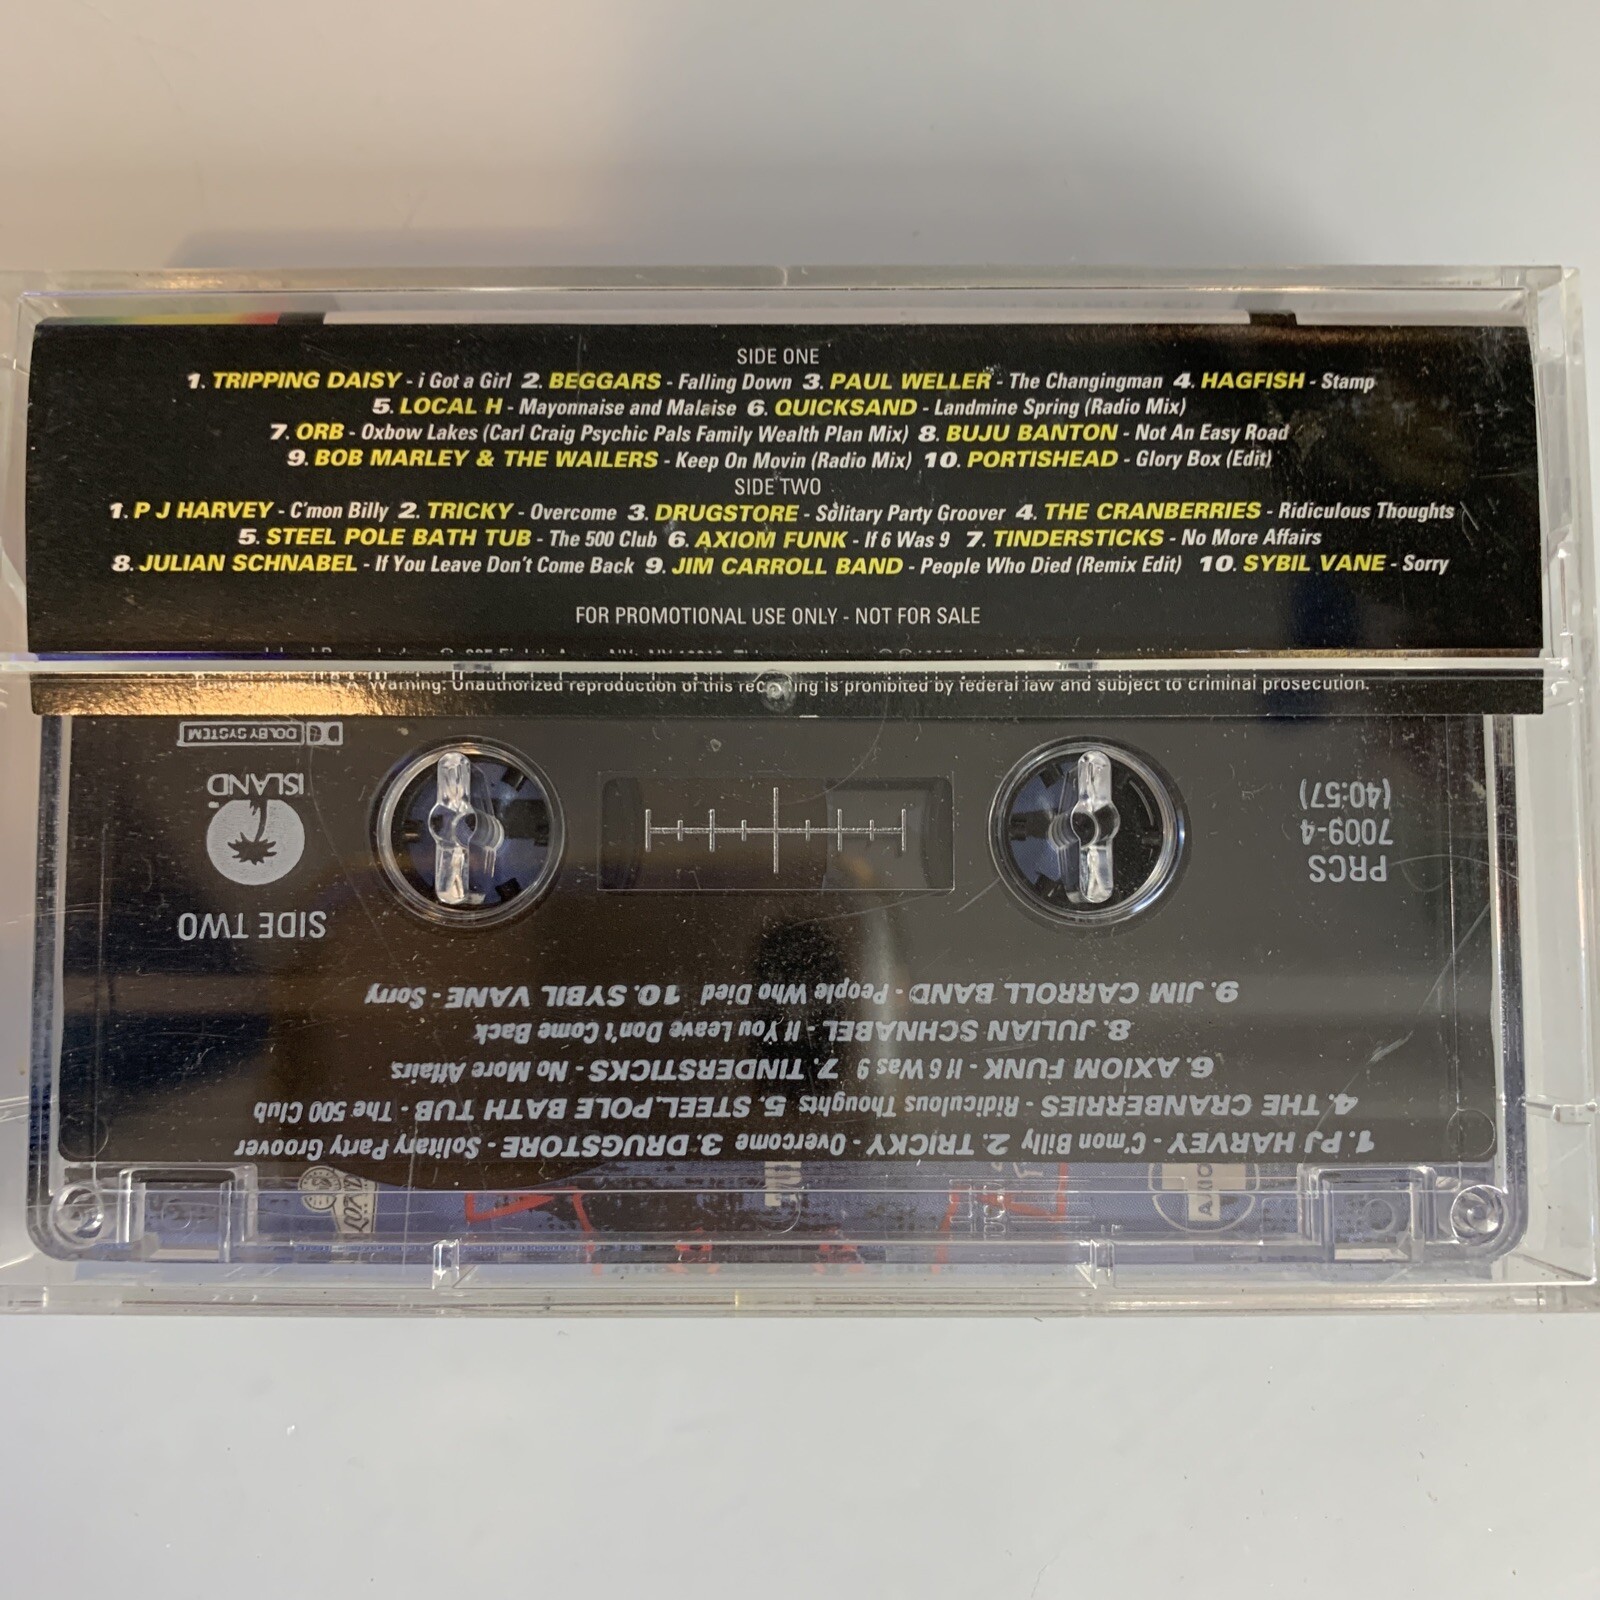 SIDE ONE
1. TRIPPING DAISY - i Got a Girl 2. BEGGARS - Falling Down 3. PAUL WELLER - The Changingman 4. HAGFISH - Stamp
5. LOCAL H - Mayonnaise and Malaise 6. QUICKSAND - Landmine Spring (Radio Mix)
7. ORB - Oxbow Lakes (Carl Craig Psychic Pals Family Wealth Plan Mix) 8. BUJU BANTON - Not An Easy Road
9. BOB MARLEY & THE WAILERS - Keep On Movin (Radio Mix) 10. PORTISHEAD - Glory Box (Edit)
SIDE TWO
1. P J HARVEY - C'mon Billy 2. TRICKY - Overcome 3. DRUGSTORE - Solitary Party Groover 4. THE CRANBERRIES - Ridiculous Thoughts
5. STEEL POLE BATH TUB - The 500 Club 6. AXIOM FUNK - If 6 Was 9 7. TINDERSTICKS - No More Affairs
8. JULIAN SCHNABEL - If You Leave Don't Come Back 9. JIM CARROLL BAND - People Who Died (Remix Edit) 10. SYBIL VANE - Sorry
FOR PROMOTIONAL USE ONLY - NOT FOR SALE
Warning: Unauthorized reproduction of this recording is prohibited by federal law and subject to criminal prosecution.
1. PJ HARVEY - C'mon Billy 2. TRICKY - Overcome 3. DRUGSTORE - Solitary Party Groover
4. THE CRANBERRIES - Ridiculous Thoughts 5. STEEL POLE BATH TUB - The 500 Club
6. AXIOM FUNK - If 6 Was 9 7. TINDERSTICKS - No More Affairs
8. JULIAN SCHNABEL - If You Leave Don't Come Back
9. JIM CARROLL BAND - People Who Died 10. SYBIL VANE - Sorry
SIDE TWO
PRCS
7009-4
(40:57)
ISLAND
™
DOLBY SYSTEM